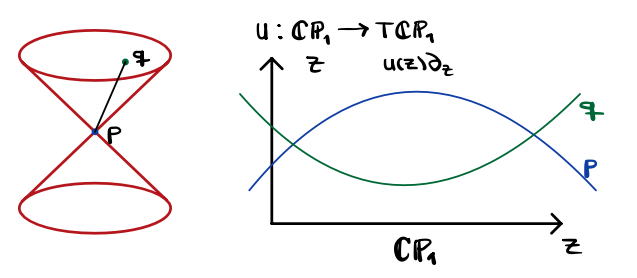 u : ℂℙ₁ → Tℂℙ₁
z u(z)∂_z
q
p
z
q
p
ℂℙ₁
z